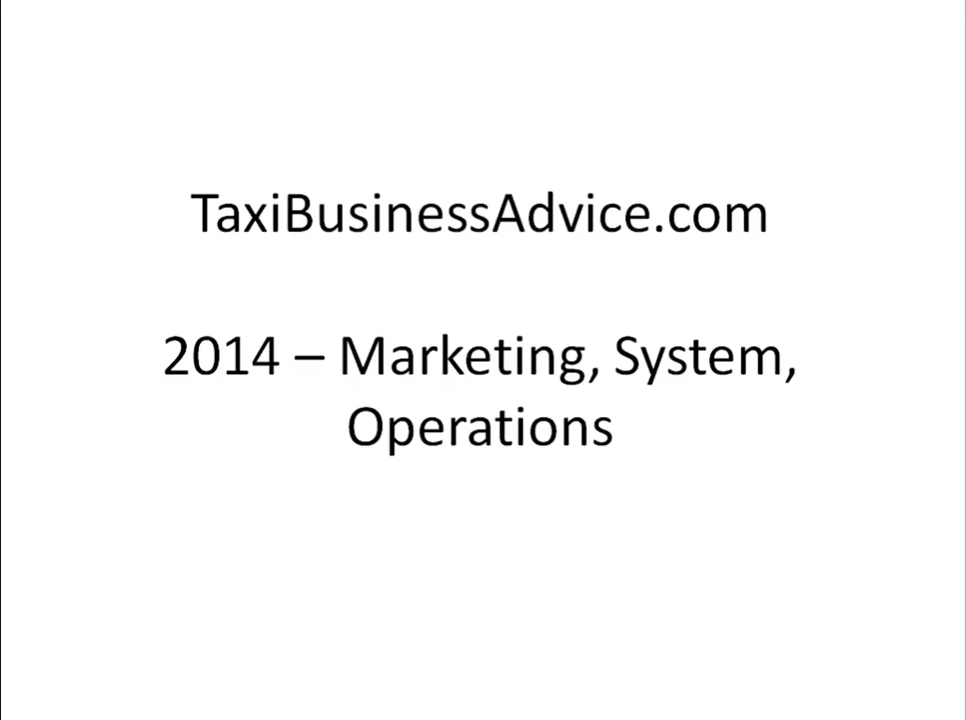 TaxiBusinessAdvice.com
2014 – Marketing, System,
Operations